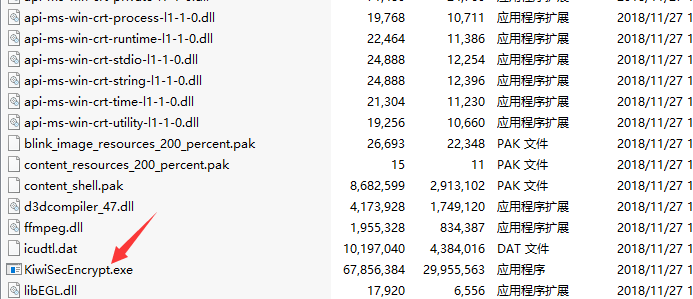 api-ms-win-crt-process-l1-1-0.dll 19,768 10,711 应用程序扩展 2018/11/27 1
api-ms-win-crt-runtime-l1-1-0.dll 22,464 11,386 应用程序扩展 2018/11/27 1
api-ms-win-crt-stdio-l1-1-0.dll 24,888 12,254 应用程序扩展 2018/11/27 1
api-ms-win-crt-string-l1-1-0.dll 24,888 12,396 应用程序扩展 2018/11/27 1
api-ms-win-crt-time-l1-1-0.dll 21,304 11,230 应用程序扩展 2018/11/27 1
api-ms-win-crt-utility-l1-1-0.dll 19,256 10,660 应用程序扩展 2018/11/27 1
blink_image_resources_200_percent.pak 26,693 22,348 PAK 文件 2018/11/27 1
content_resources_200_percent.pak 15 11 PAK 文件 2018/11/27 1
content_shell.pak 8,682,599 2,913,102 PAK 文件 2018/11/27 1
d3dcompiler_47.dll 4,173,928 1,749,120 应用程序扩展 2018/11/27 1
ffmpeg.dll 1,955,328 834,387 应用程序扩展 2018/11/27 1
icudtl.dat 10,197,040 4,384,016 DAT 文件 2018/11/27 1
KiwiSecEncrypt.exe 67,856,384 29,955,563 应用程序 2018/11/27 1
libEGL.dll 17,920 6,556 应用程序扩展 2018/11/27 1